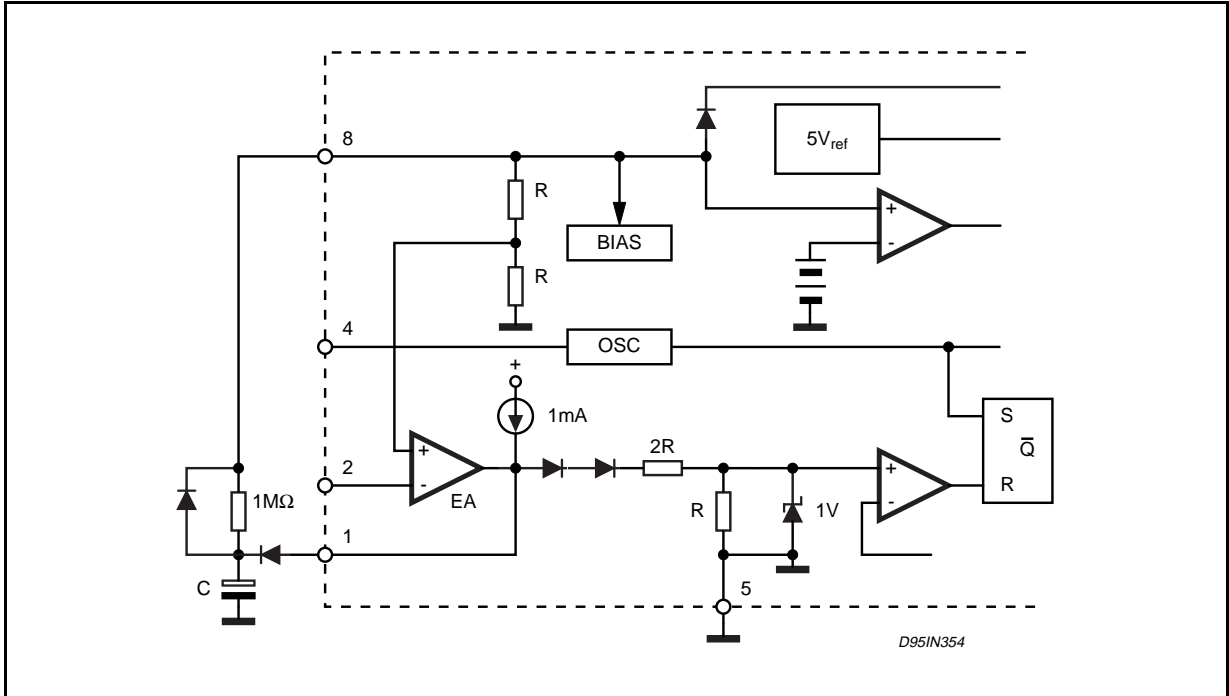 8
R
5Vref
BIAS
+
-
R
4
OSC
+
1mA
S
Q̅
R
2
+
-
EA
2R
+
-
1MΩ
R
1V
1
C
5
D95IN354